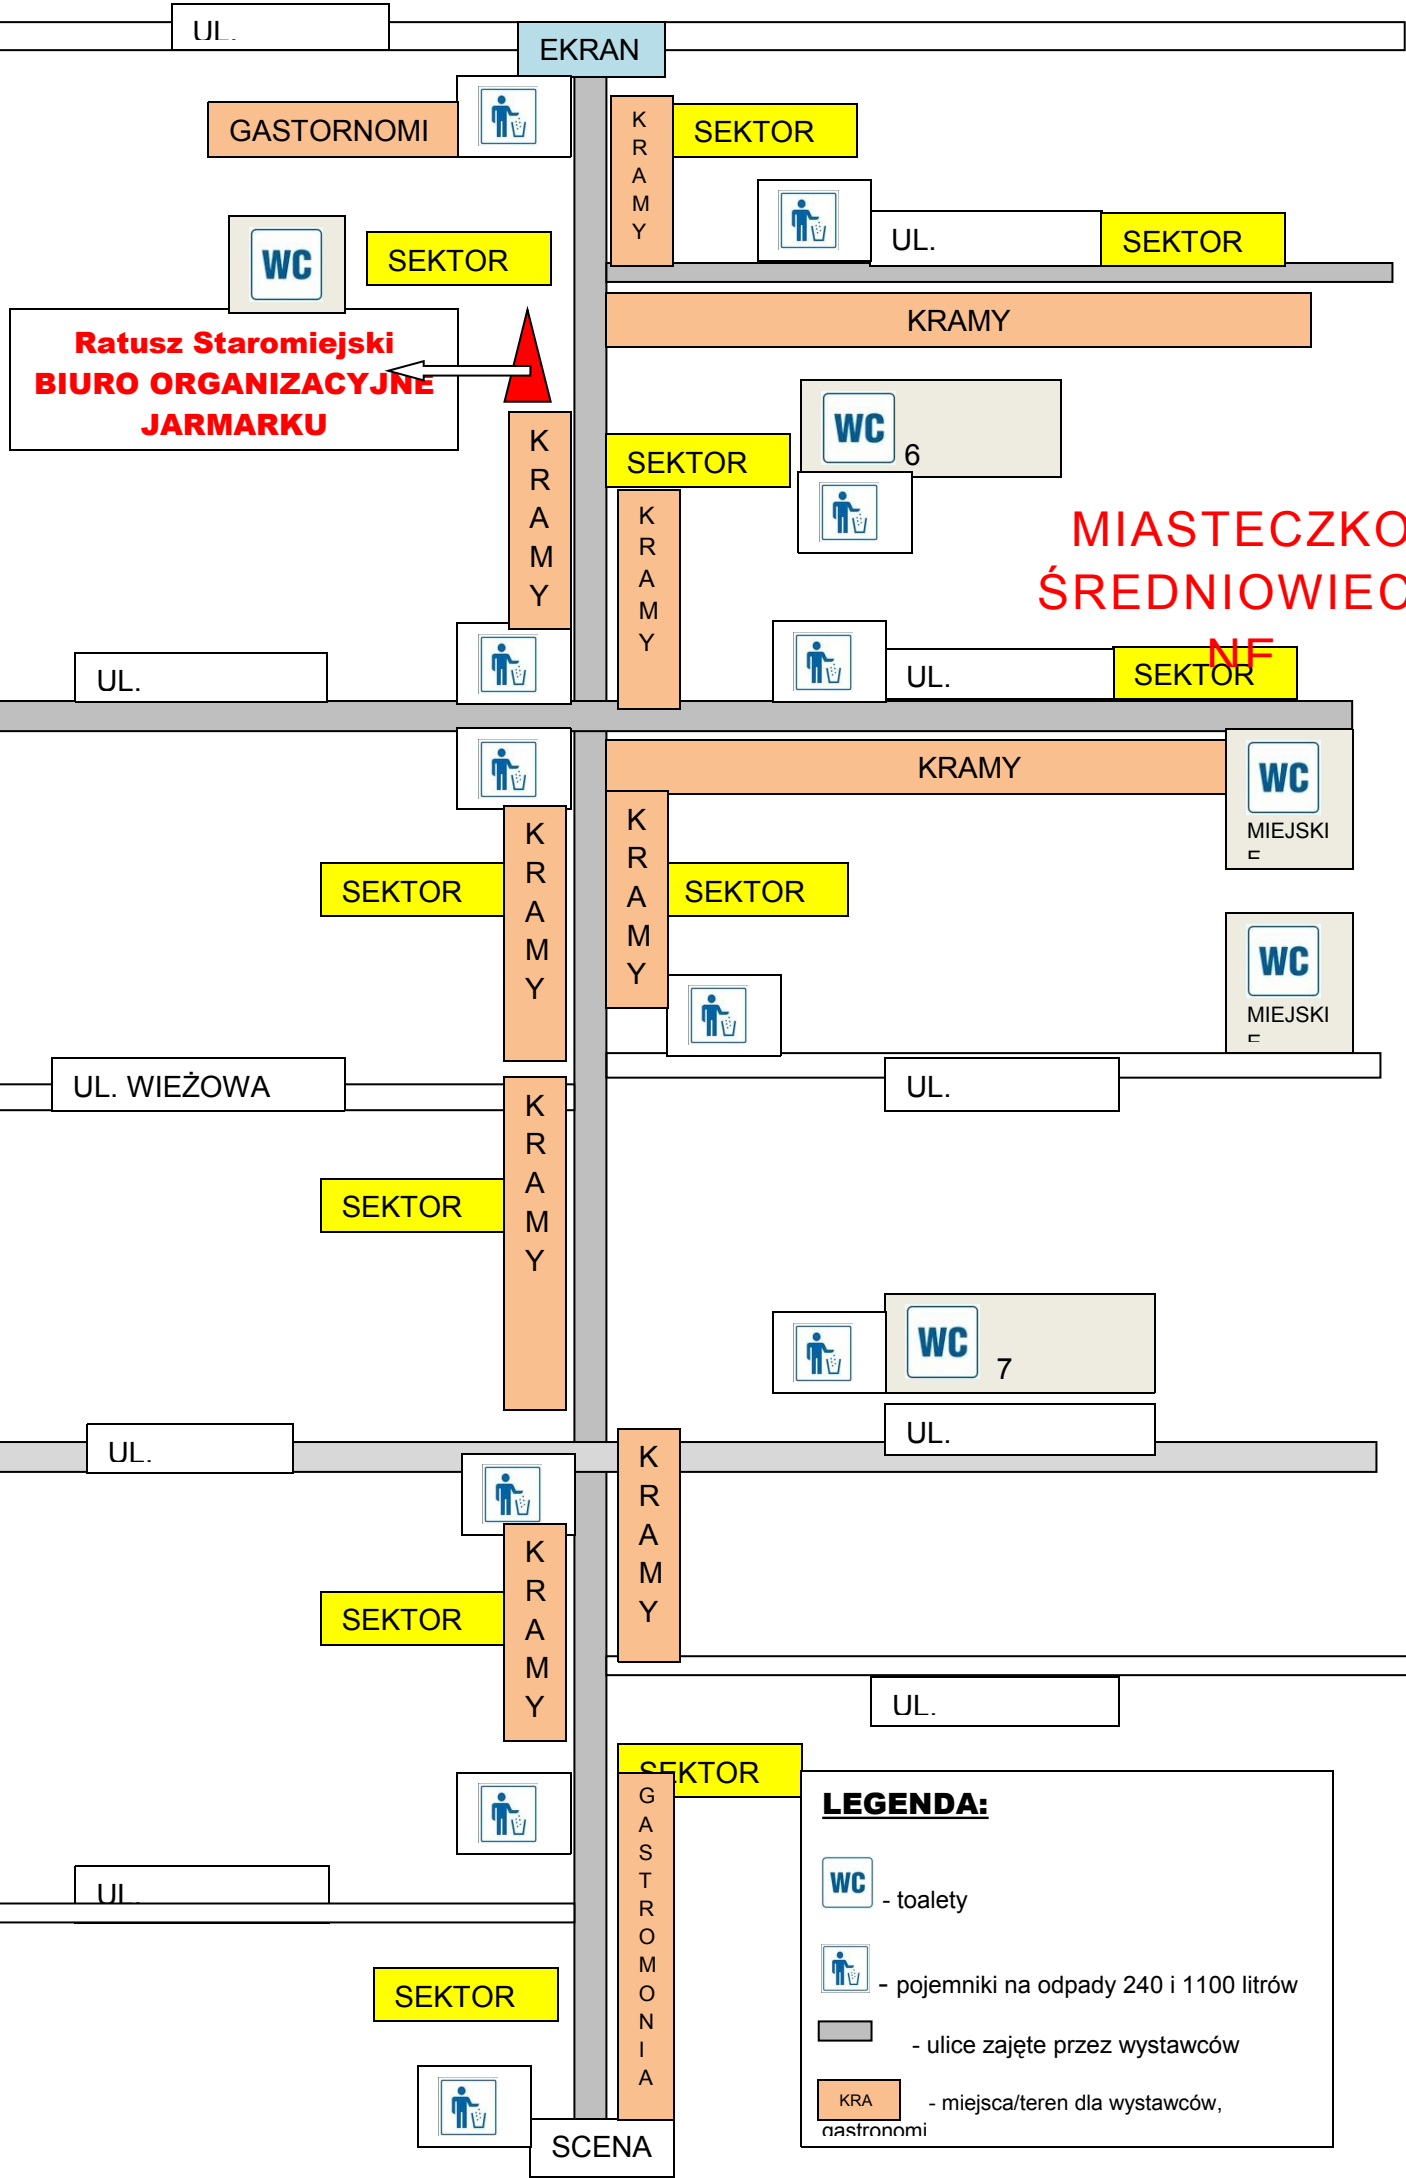 UL.
EKRAN
GASTORNOMI
KRAMY
SEKTOR
WC
SEKTOR
UL.
SEKTOR
KRAMY
Ratusz Staromiejski
BIURO ORGANIZACYJNE
JARMARKU
KRAMY
SEKTOR
WC 6
KRAMY
MIASTECZKO
ŚREDNIOWIEC
NE
UL.
UL.
SEKTOR
KRAMY
WC
MIEJSKI
E
KRAMY
KRAMY
SEKTOR
SEKTOR
WC
MIEJSKI
E
UL. WIEŻOWA
UL.
KRAMY
SEKTOR
WC 7
UL.
UL.
KRAMY
KRAMY
SEKTOR
UL.
SEKTOR
GASTROMONIA
UL.
SEKTOR
SCENA
LEGENDA:
WC - toalety
- pojemniki na odpady 240 i 1100 litrów
- ulice zajęte przez wystawców
KRA - miejsca/teren dla wystawców,
gastronomi